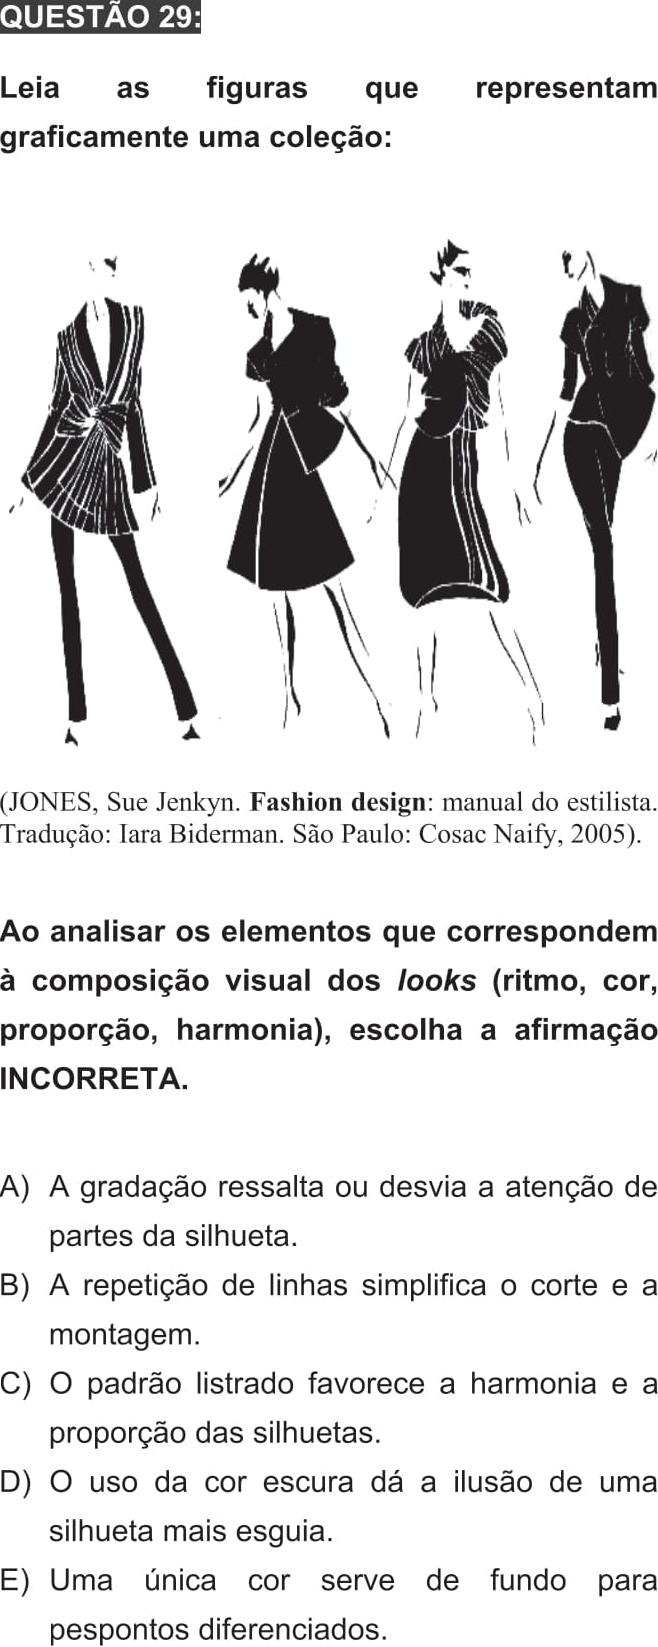 QUESTÃO 29:
Leia as figuras que representam
graficamente uma coleção:
(JONES, Sue Jenkyn. Fashion design: manual do estilista.
Tradução: Iara Biderman. São Paulo: Cosac Naify, 2005).
Ao analisar os elementos que correspondem
à composição visual dos looks (ritmo, cor,
proporção, harmonia), escolha a afirmação
INCORRETA.
A) A gradação ressalta ou desvia a atenção de
partes da silhueta.
B) A repetição de linhas simplifica o corte e a
montagem.
C) O padrão listrado favorece a harmonia e a
proporção das silhuetas.
D) O uso da cor escura dá a ilusão de uma
silhueta mais esguia.
E) Uma única cor serve de fundo para
pespontos diferenciados.